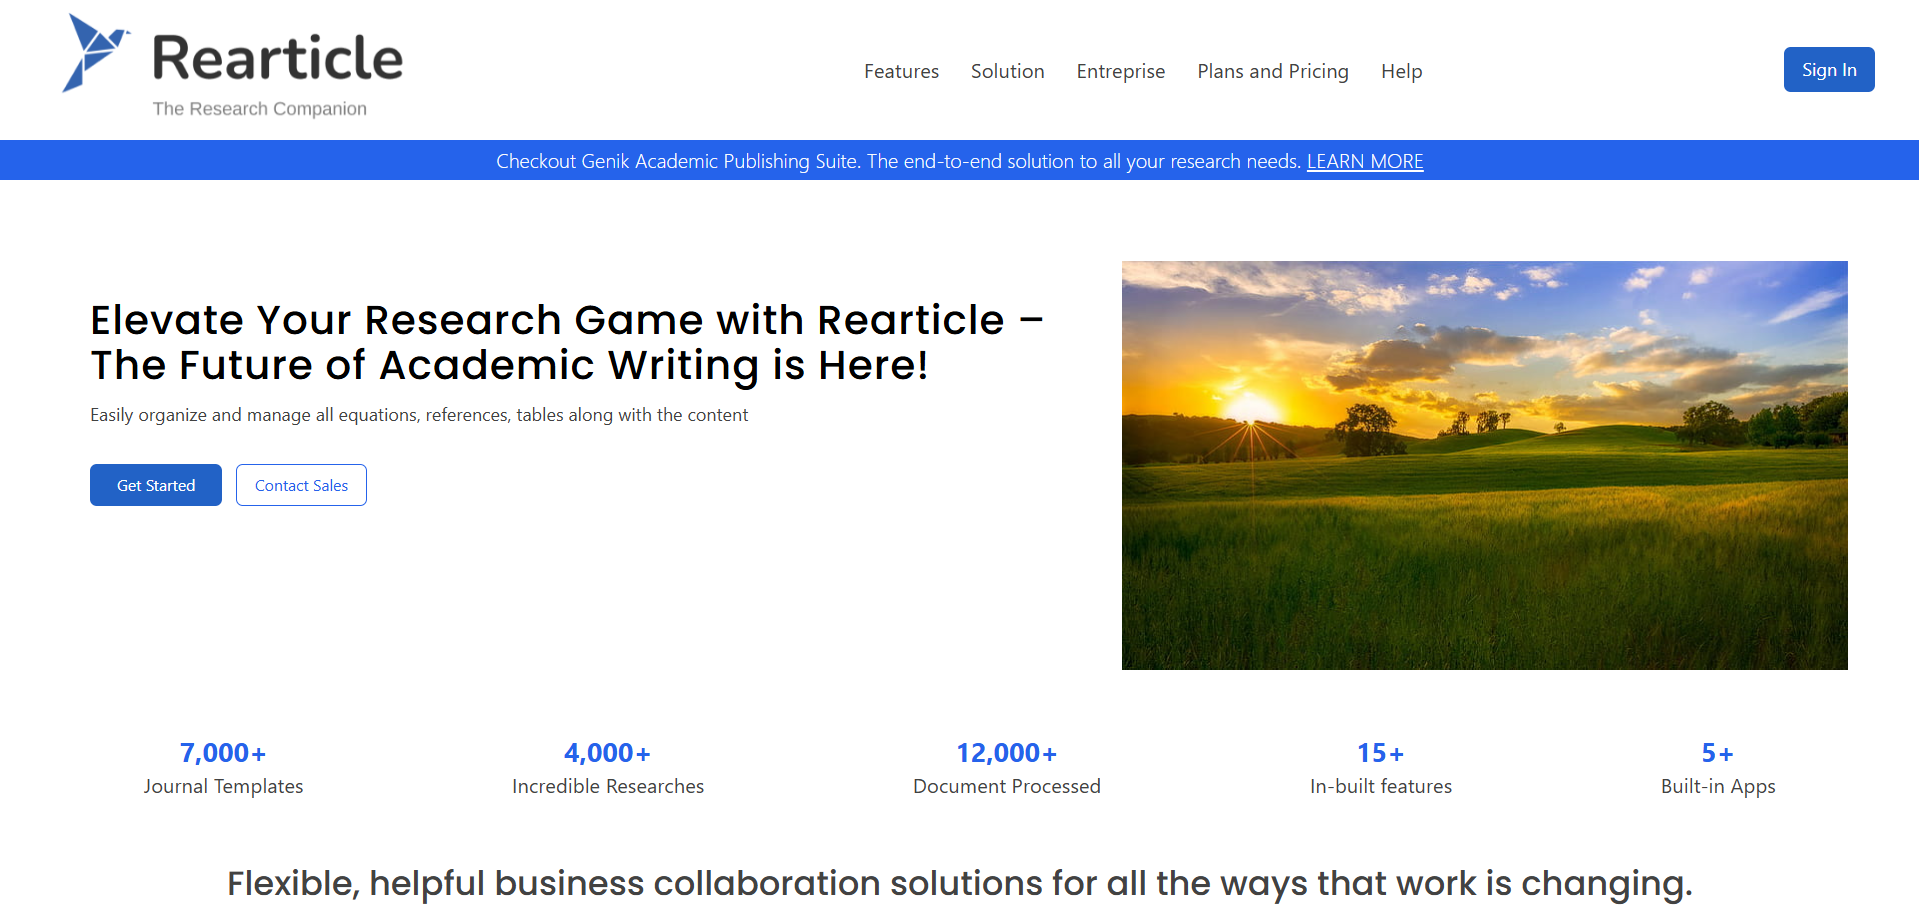 Rearticle
The Research Companion
Features Solution Entreprise Plans and Pricing Help
Sign In
Checkout Genik Academic Publishing Suite. The end-to-end solution to all your research needs. LEARN MORE
Elevate Your Research Game with Rearticle –
The Future of Academic Writing is Here!
Easily organize and manage all equations, references, tables along with the content
Get Started Contact Sales
7,000+ 4,000+ 12,000+ 15+ 5+
Journal Templates Incredible Researches Document Processed In-built features Built-in Apps
Flexible, helpful business collaboration solutions for all the ways that work is changing.